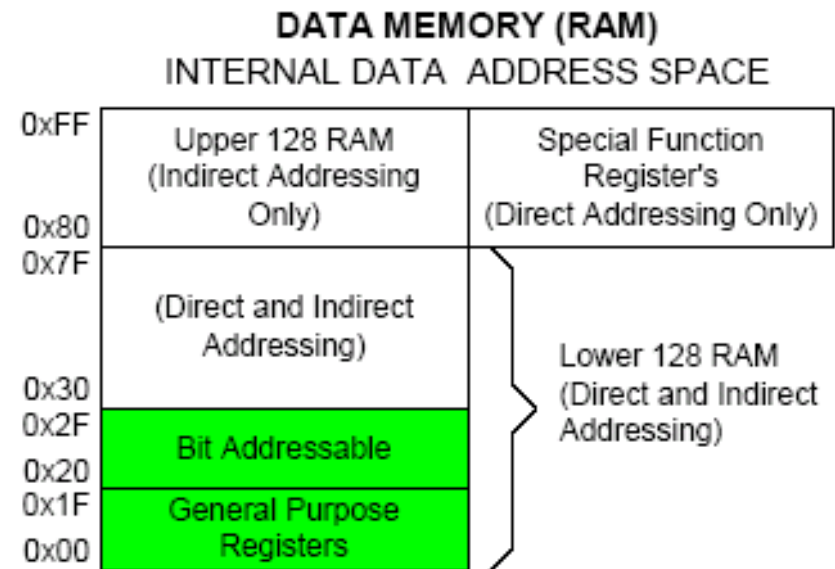 DATA MEMORY (RAM)
INTERNAL DATA ADDRESS SPACE
0xFF
Upper 128 RAM
(Indirect Addressing
Only)
0x80
Special Function
Register's
(Direct Addressing Only)
0x7F
(Direct and Indirect
Addressing)
0x30
Lower 128 RAM
(Direct and Indirect
Addressing)
0x2F
Bit Addressable
0x20
0x1F
General Purpose
Registers
0x00